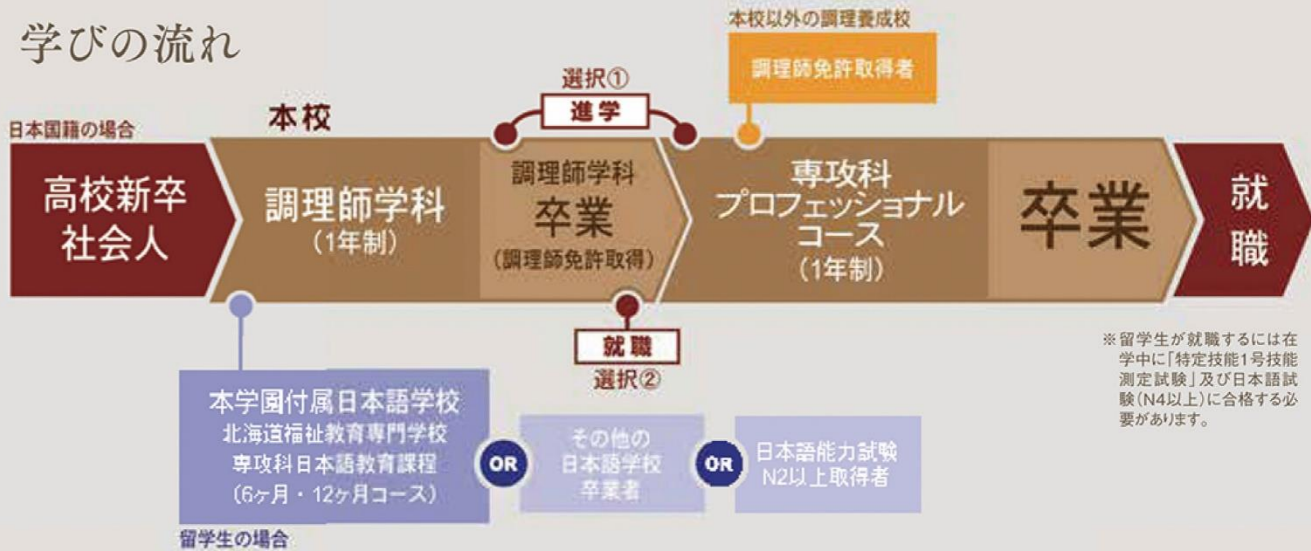 学びの流れ
本校以外の調理養成校
調理師免許取得者
選択①
進学
本校
日本国籍の場合
高校新卒
社会人
調理師学科
(1年制)
調理師学科
卒業
(調理師免許取得)
専攻科
プロフェッショナル
コース
(1年制)
卒業
就
職
就職
選択②
※留学生が就職するには在
学中に「特定技能1号技能
測定試験」及び日本語試
験(N4以上)に合格する必
要があります。
本学園付属日本語学校
北海道福祉教育専門学校
専攻科日本語教育課程
(6ヶ月・12ヶ月コース)
OR
その他の
日本語学校
卒業者
OR
日本語能力試験
N2以上取得者
留学生の場合